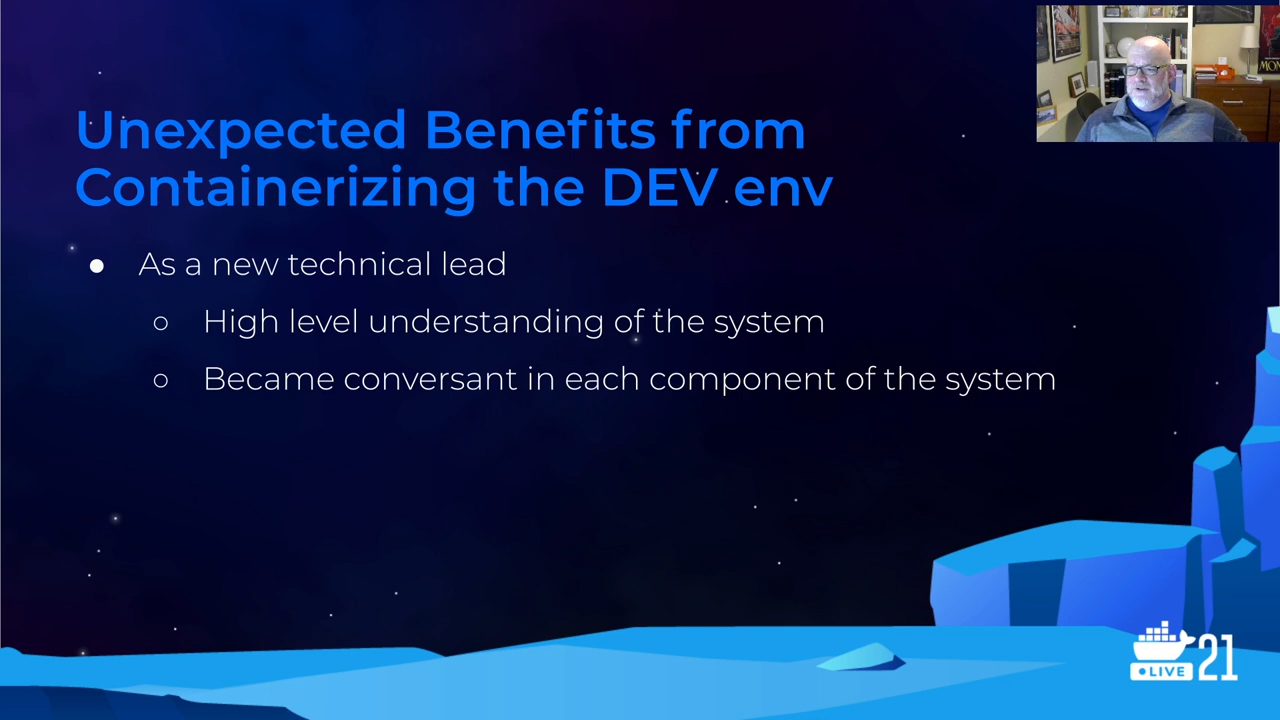 Unexpected Benefits from
Containerizing the DEV env
● As a new technical lead
○ High level understanding of the system
○ Became conversant in each component of the system
LIVE 21